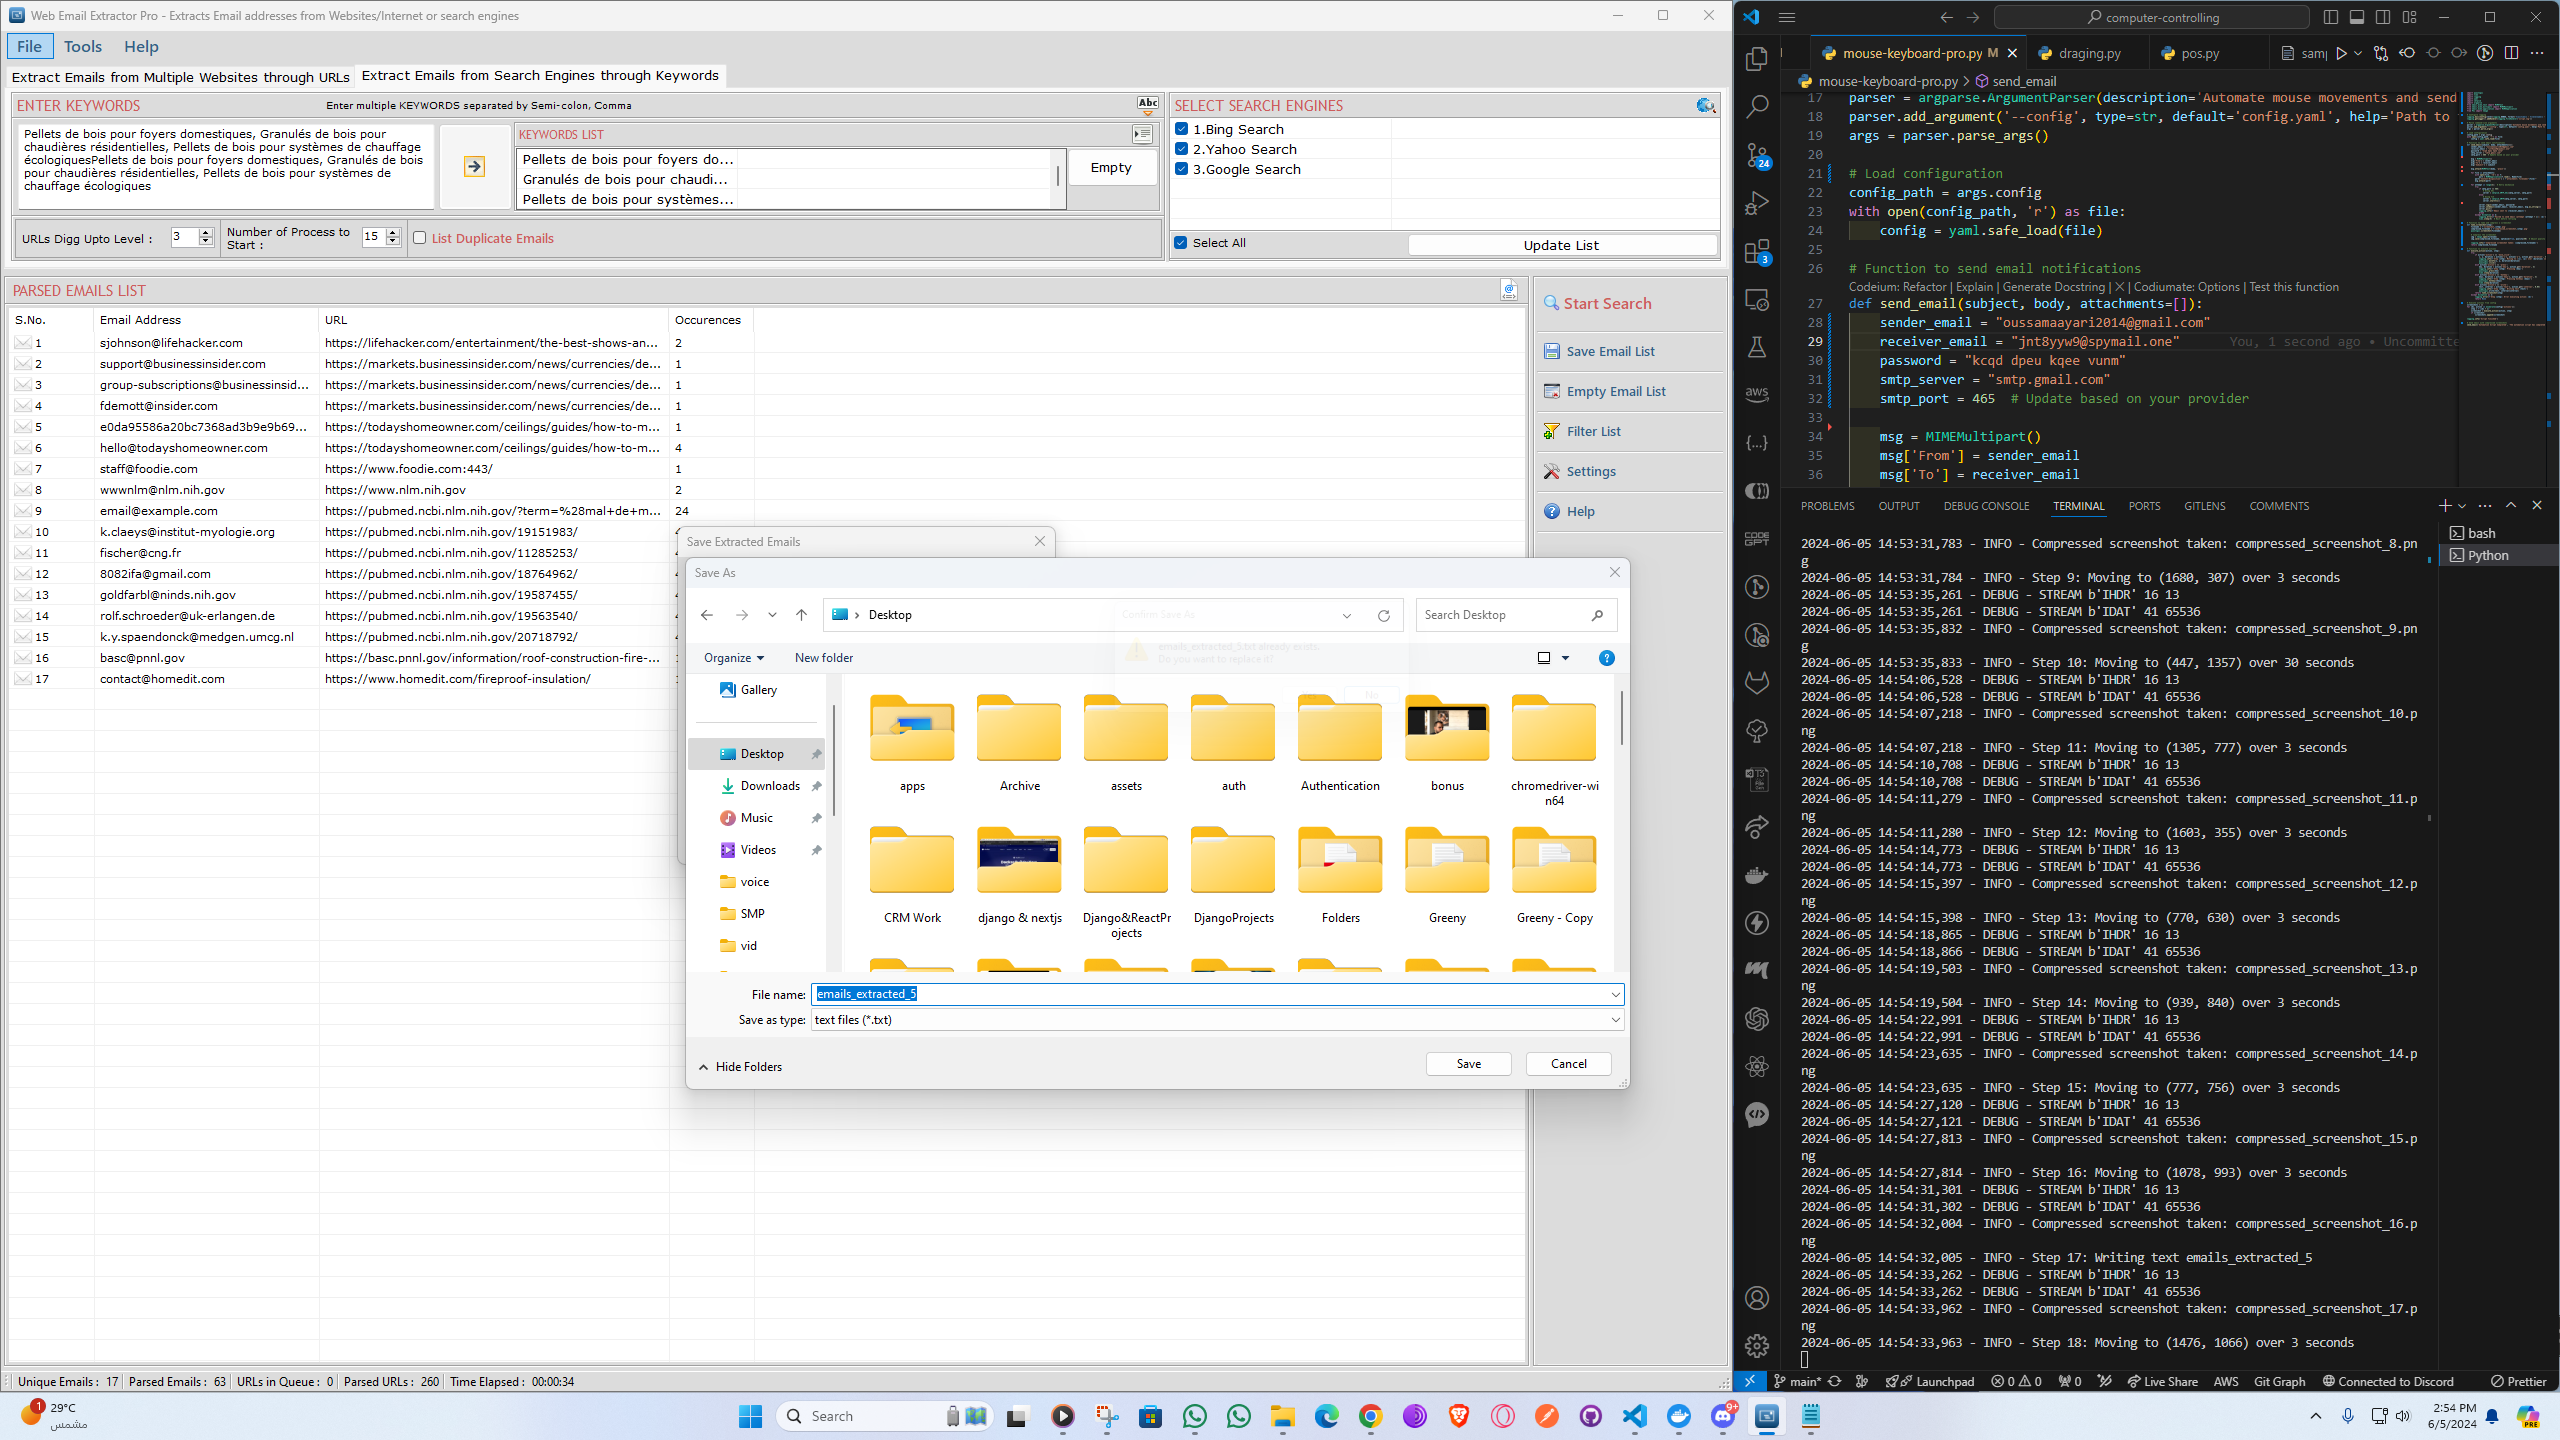 Web Email Extractor Pro - Extracts Email addresses from Websites/Internet or search engines
File Tools Help
Extract Emails from Multiple Websites through URLs
Extract Emails from Search Engines through Keywords
ENTER KEYWORDS
Enter multiple KEYWORDS separated by Semi-colon, Comma
Abc
Pellets de bois pour foyers domestiques, Granulés de bois pour
chaudières résidentielles, Pellets de bois pour systèmes de chauffage
écologiquesPellets de bois pour foyers domestiques, Granulés de bois
pour chaudières résidentielles, Pellets de bois pour systèmes de
chauffage écologiques
KEYWORDS LIST
Pellets de bois pour foyers do...
Granulés de bois pour chaudi...
Pellets de bois pour systèmes...
Empty
URLs Digg Upto Level : 3
Number of Process to
Start : 15
List Duplicate Emails
SELECT SEARCH ENGINES
1.Bing Search
2.Yahoo Search
3.Google Search
Select All
Update List
PARSED EMAILS LIST
S.No. Email Address URL Occurences
1 sjohnson@lifehacker.com https://lifehacker.com/entertainment/the-best-shows-an... 2
2 support@businessinsider.com https://markets.businessinsider.com/news/currencies/de... 1
3 group-subscriptions@businessinsid... https://markets.businessinsider.com/news/currencies/de... 1
4 fdemott@insider.com https://markets.businessinsider.com/news/currencies/de... 1
5 e0da95586a20bc7368ad3b9e9b69... https://todayshomeowner.com/ceilings/guides/how-to-m... 1
6 hello@todayshomeowner.com https://todayshomeowner.com/ceilings/guides/how-to-m... 4
7 staff@foodie.com https://www.foodie.com:443/ 1
8 wwwnlm@nlm.nih.gov https://www.nlm.nih.gov 2
9 email@example.com https://pubmed.ncbi.nlm.nih.gov/?term=%28mal+de+m... 24
10 k.claeys@institut-myologie.org https://pubmed.ncbi.nlm.nih.gov/19151983/
11 fischer@cng.fr https://pubmed.ncbi.nlm.nih.gov/11285253/
12 8082ifa@gmail.com https://pubmed.ncbi.nlm.nih.gov/18764962/
13 goldfarbl@ninds.nih.gov https://pubmed.ncbi.nlm.nih.gov/19587455/
14 rolf.schroeder@uk-erlangen.de https://pubmed.ncbi.nlm.nih.gov/19563540/
15 k.y.spaendonck@medgen.umcg.nl https://pubmed.ncbi.nlm.nih.gov/20718792/
16 basc@pnnl.gov https://basc.pnnl.gov/information/roof-construction-fire-...
17 contact@homedit.com https://www.homedit.com/fireproof-insulation/
Start Search
Save Email List
Empty Email List
Filter List
Settings
Help
Save Extracted Emails
Save As
Desktop
Search Desktop
Confirm Save As
emails_extracted_5.txt already exists.
Do you want to replace it?
No
Organize New folder
Gallery
Desktop
Downloads
Music
Videos
voice
SMP
vid
apps Archive assets auth Authentication bonus chromedriver-wi
n64
CRM Work django & nextjs Django&ReactPr DjangoProjects Folders Greeny Greeny - Copy
ojects
File name: emails_extracted_5
Save as type: text files (*.txt)
Hide Folders
Save Cancel
Unique Emails : 17 Parsed Emails : 63 URLs in Queue : 0 Parsed URLs : 260 Time Elapsed : 00:00:34
computer-controlling
mouse-keyboard-pro.py M draging.py pos.py sam
mouse-keyboard-pro.py > send_email
17 parser = argparse.ArgumentParser(description='Automate mouse movements and send
18 parser.add_argument('--config', type=str, default='config.yaml', help='Path to
19 args = parser.parse_args()
20
21 # Load configuration
22 config_path = args.config
23 with open(config_path, 'r') as file:
24 config = yaml.safe_load(file)
25
26 # Function to send email notifications
Codeium: Refactor | Explain | Generate Docstring | X | Codiumate: Options | Test this function
27 def send_email(subject, body, attachments=[]):
28 sender_email = "oussamaayari2014@gmail.com"
29 receiver_email = "jnt8yyw9@spymail.one" You, 1 second ago • Uncommitte
30 password = "kcqd dpeu kqee vunm"
31 smtp_server = "smtp.gmail.com"
32 smtp_port = 465 # Update based on your provider
33
34 msg = MIMEMultipart()
35 msg['From'] = sender_email
36 msg['To'] = receiver_email
24
3
aws
CODE
GPT
PROBLEMS OUTPUT DEBUG CONSOLE TERMINAL PORTS GITLENS COMMENTS
bash
Python
2024-06-05 14:53:31,783 - INFO - Compressed screenshot taken: compressed_screenshot_8.pn
g
2024-06-05 14:53:31,784 - INFO - Step 9: Moving to (1680, 307) over 3 seconds
2024-06-05 14:53:35,261 - DEBUG - STREAM b'IHDR' 16 13
2024-06-05 14:53:35,261 - DEBUG - STREAM b'IDAT' 41 65536
2024-06-05 14:53:35,832 - INFO - Compressed screenshot taken: compressed_screenshot_9.pn
g
2024-06-05 14:53:35,833 - INFO - Step 10: Moving to (447, 1357) over 30 seconds
2024-06-05 14:54:06,528 - DEBUG - STREAM b'IHDR' 16 13
2024-06-05 14:54:06,528 - DEBUG - STREAM b'IDAT' 41 65536
2024-06-05 14:54:07,218 - INFO - Compressed screenshot taken: compressed_screenshot_10.p
ng
2024-06-05 14:54:07,218 - INFO - Step 11: Moving to (1305, 777) over 3 seconds
2024-06-05 14:54:10,708 - DEBUG - STREAM b'IHDR' 16 13
2024-06-05 14:54:10,708 - DEBUG - STREAM b'IDAT' 41 65536
2024-06-05 14:54:11,279 - INFO - Compressed screenshot taken: compressed_screenshot_11.p
ng
2024-06-05 14:54:11,280 - INFO - Step 12: Moving to (1603, 355) over 3 seconds
2024-06-05 14:54:14,773 - DEBUG - STREAM b'IHDR' 16 13
2024-06-05 14:54:14,773 - DEBUG - STREAM b'IDAT' 41 65536
2024-06-05 14:54:15,397 - INFO - Compressed screenshot taken: compressed_screenshot_12.p
ng
2024-06-05 14:54:15,398 - INFO - Step 13: Moving to (770, 630) over 3 seconds
2024-06-05 14:54:18,865 - DEBUG - STREAM b'IHDR' 16 13
2024-06-05 14:54:18,866 - DEBUG - STREAM b'IDAT' 41 65536
2024-06-05 14:54:19,503 - INFO - Compressed screenshot taken: compressed_screenshot_13.p
ng
2024-06-05 14:54:19,504 - INFO - Step 14: Moving to (939, 840) over 3 seconds
2024-06-05 14:54:22,991 - DEBUG - STREAM b'IHDR' 16 13
2024-06-05 14:54:22,991 - DEBUG - STREAM b'IDAT' 41 65536
2024-06-05 14:54:23,635 - INFO - Compressed screenshot taken: compressed_screenshot_14.p
ng
2024-06-05 14:54:23,635 - INFO - Step 15: Moving to (777, 756) over 3 seconds
2024-06-05 14:54:27,120 - DEBUG - STREAM b'IHDR' 16 13
2024-06-05 14:54:27,121 - DEBUG - STREAM b'IDAT' 41 65536
2024-06-05 14:54:27,813 - INFO - Compressed screenshot taken: compressed_screenshot_15.p
ng
2024-06-05 14:54:27,814 - INFO - Step 16: Moving to (1078, 993) over 3 seconds
2024-06-05 14:54:31,301 - DEBUG - STREAM b'IHDR' 16 13
2024-06-05 14:54:31,302 - DEBUG - STREAM b'IDAT' 41 65536
2024-06-05 14:54:32,004 - INFO - Compressed screenshot taken: compressed_screenshot_16.p
ng
2024-06-05 14:54:32,005 - INFO - Step 17: Writing text emails_extracted_5
2024-06-05 14:54:33,262 - DEBUG - STREAM b'IHDR' 16 13
2024-06-05 14:54:33,262 - DEBUG - STREAM b'IDAT' 41 65536
2024-06-05 14:54:33,962 - INFO - Compressed screenshot taken: compressed_screenshot_17.p
ng
2024-06-05 14:54:33,963 - INFO - Step 18: Moving to (1476, 1066) over 3 seconds
main* Launchpad 0 0 0 Live Share AWS Git Graph Connected to Discord Prettier
1
29°C
مشمس
Search
9+
2:54 PM
6/5/2024
PRE